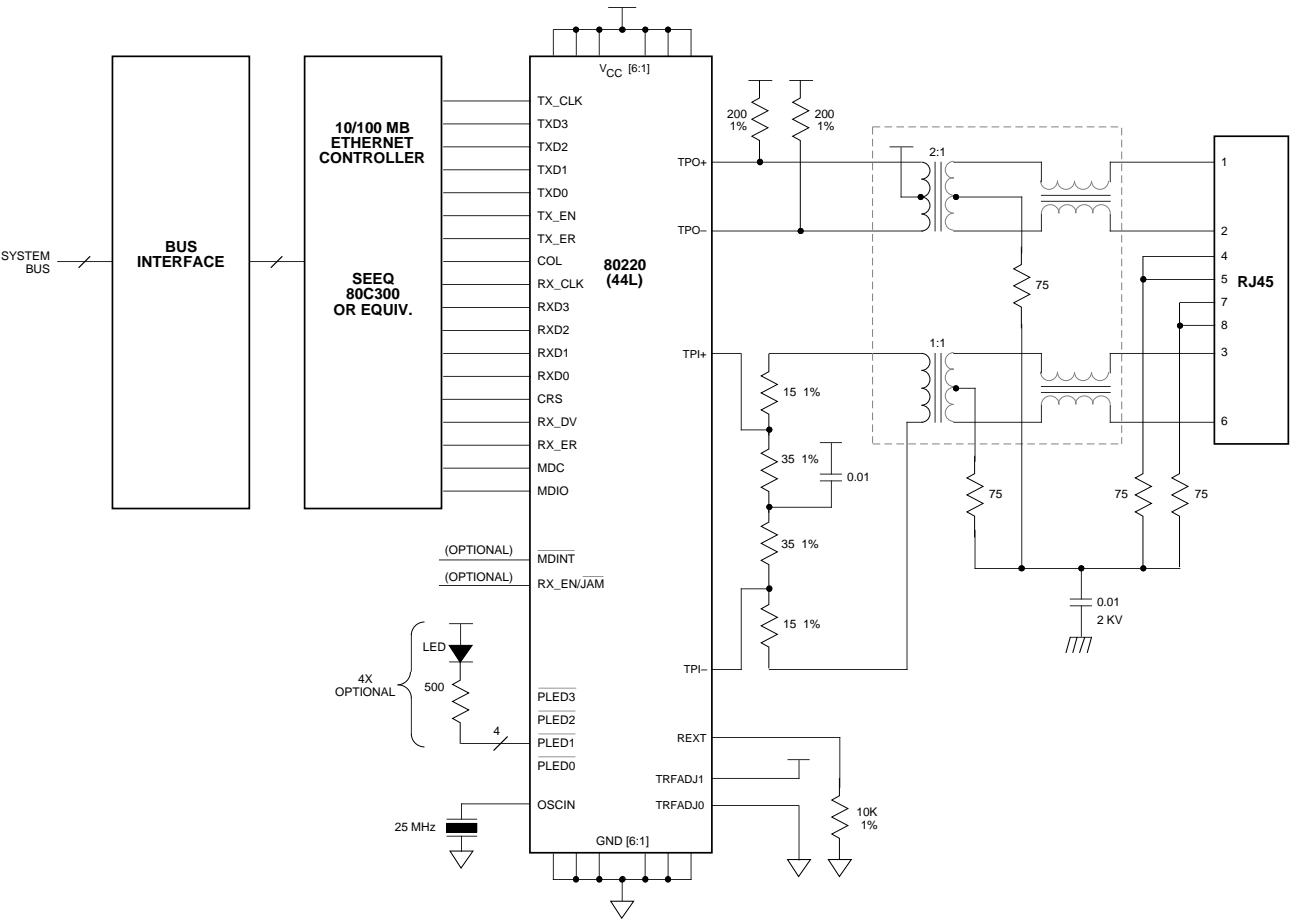 SYSTEM
BUS
BUS
INTERFACE
10/100 MB
ETHERNET
CONTROLLER
SEEQ
80C300
OR EQUIV.
VCC [6:1]
TX_CLK
TXD3
TXD2
TXD1
TXD0
TX_EN
TX_ER
COL
RX_CLK
RXD3
RXD2
RXD1
RXD0
CRS
RX_DV
RX_ER
MDC
MDIO
(OPTIONAL)
MDINT
(OPTIONAL)
RX_EN/JAM
LED
4X
OPTIONAL
500
4
PLED3
PLED2
PLED1
PLED0
25 MHz
OSCIN
80220
(44L)
GND [6:1]
TPO+
TPO–
TPI+
TPI–
REXT
TRFADJ1
TRFADJ0
200
1%
200
1%
2:1
75
1:1
15 1%
35 1%
0.01
35 1%
15 1%
75
75
75
0.01
2 KV
10K
1%
1
2
4
5
7
8
3
6
RJ45